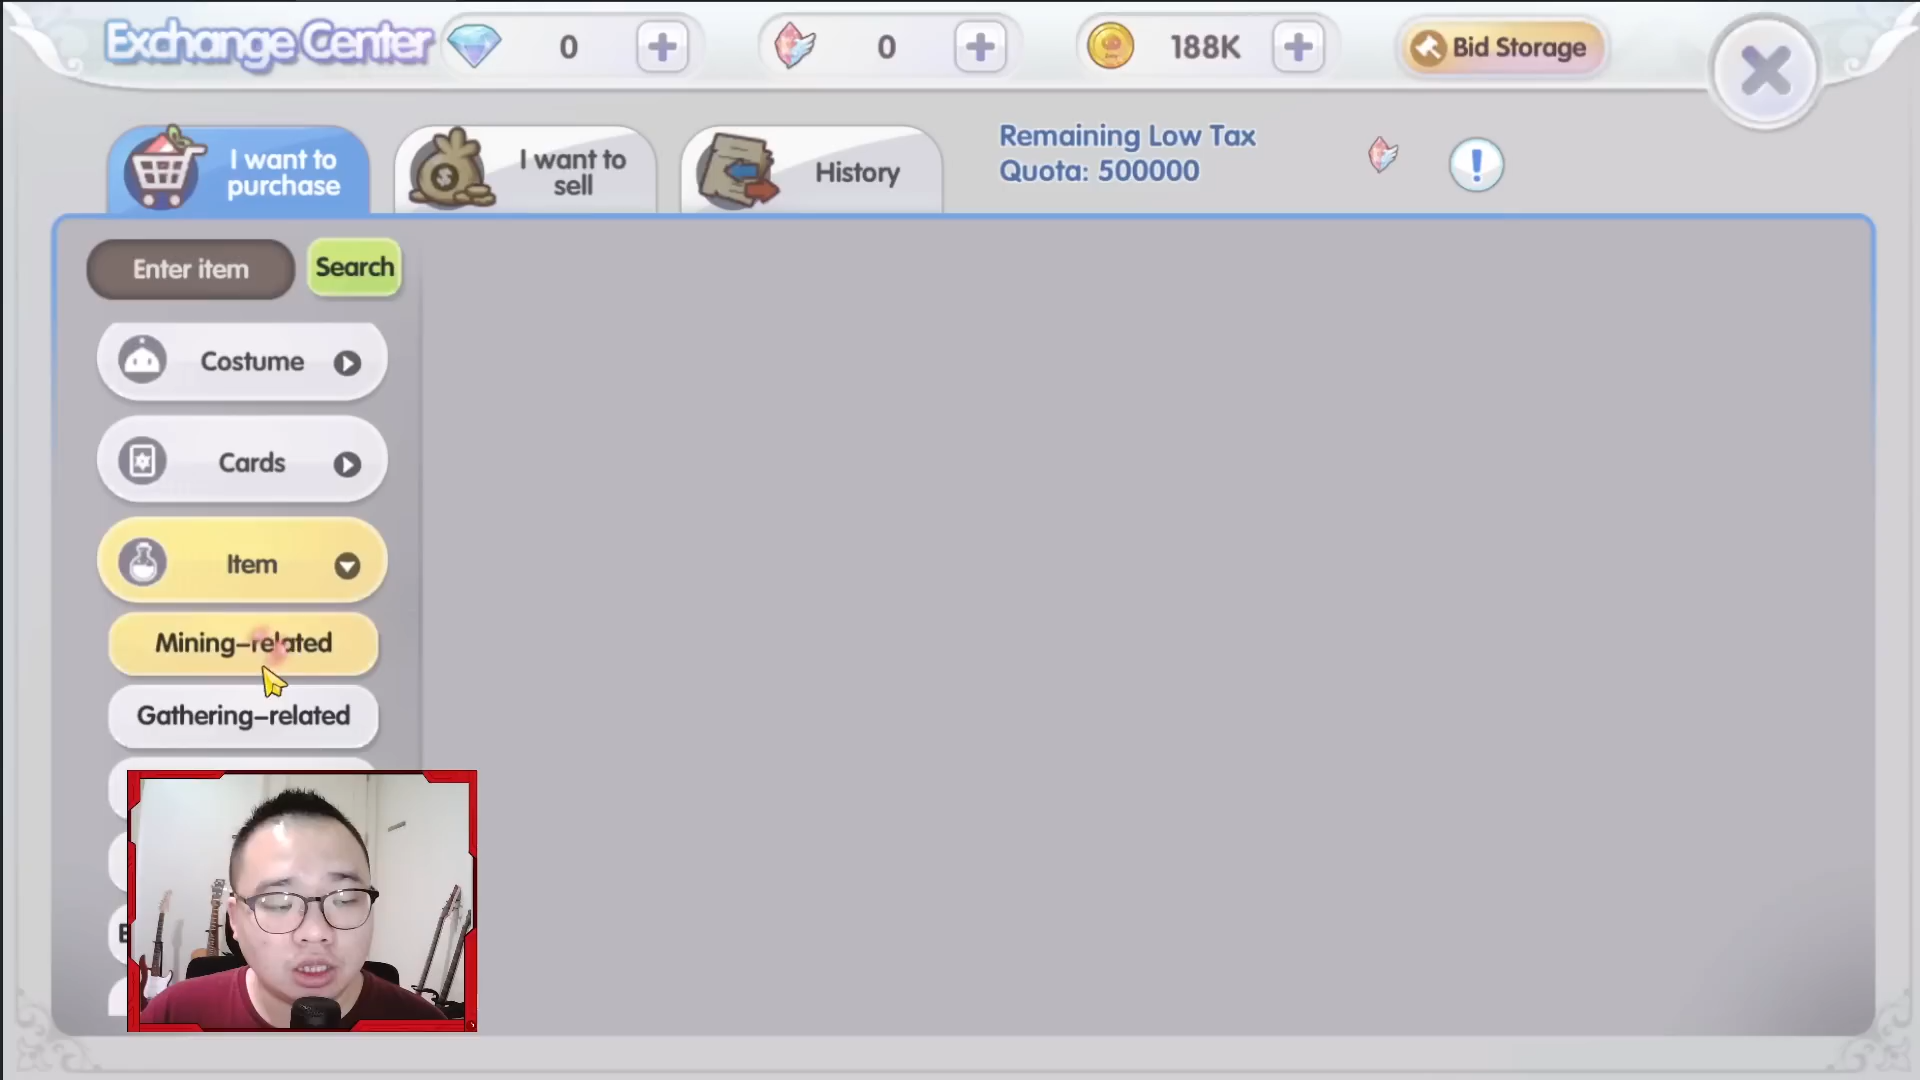 Exchange Center
0
0
188K
Bid Storage
I want to
purchase
I want to
sell
History
Remaining Low Tax
Quota: 500000
Enter item
Search
Costume
Cards
Item
Mining-related
Gathering-related